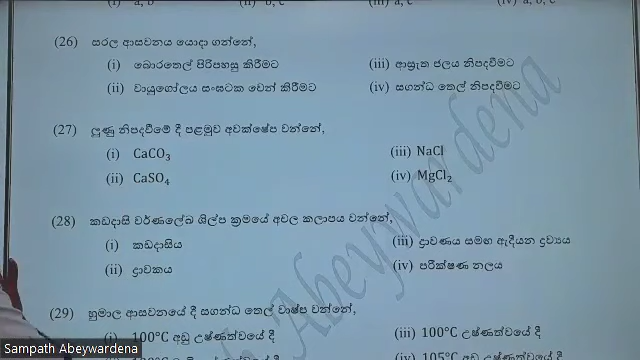 (26) සරල ආසවනය යොදා ගන්නේ,
(i) බොරතෙල් පිරිපහසු කිරීමට
(iii) ආස්‍රැත ජලය නිපදවීමට
(ii) වායුගෝලය සංඝටක වෙන් කිරීමට
(iv) සගන්ධ තෙල් නිපදවීමට
(27) ලුණු නිපදවීමේ දී පළමුව අවක්ෂේප වන්නේ,
(i) CaCO₃
(iii) NaCl
(ii) CaSO₄
(iv) MgCl₂
(28) කඩදාසි වර්ණලේඛ ශිල්ප ක්‍රමයේ අචල කලාපය වන්නේ,
(i) කඩදාසිය
(iii) ද්‍රාවණය සමඟ ඇදීයන ද්‍රව්‍යය
(ii) ද්‍රාවකය
(iv) පරීක්ෂණ නලය
(29) හුමාල ආසවනයේ දී සගන්ධ තෙල් වාෂ්ප වන්නේ,
(i) 100°C අඩු උෂ්ණත්වයේ දී
(iii) 100°C උෂ්ණත්වයේ දී
Abeywardena
Sampath Abeywardena